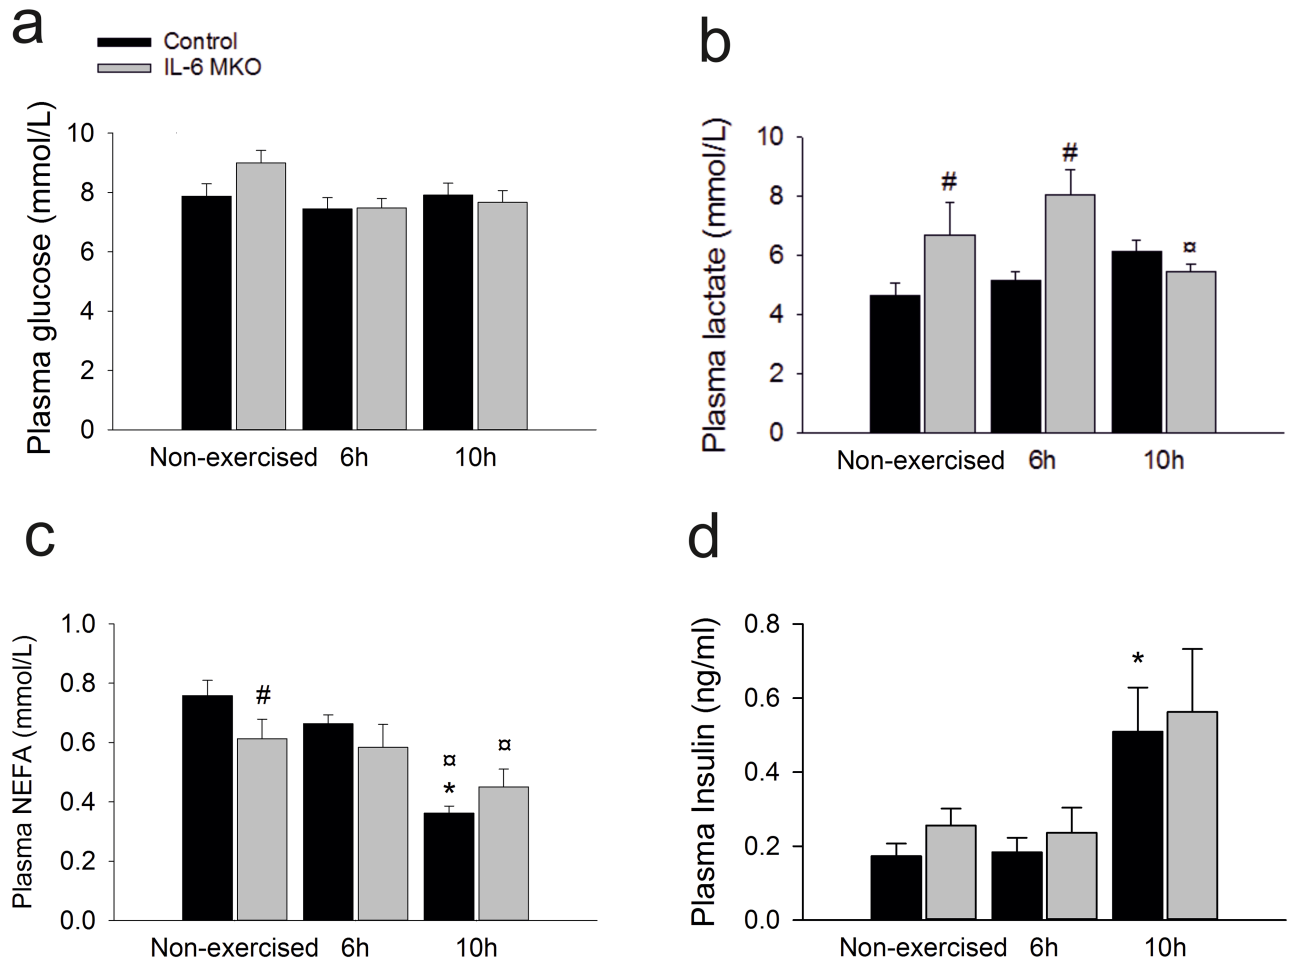 a
Control
IL-6 MKO
Plasma glucose (mmol/L)
10
8
6
4
2
0
Non-exercised 6h 10h
b
Plasma lactate (mmol/L)
10
8
6
4
2
0
#
#
¤
Non-exercised 6h 10h
c
Plasma NEFA (mmol/L)
1.0
0.8
0.6
0.4
0.2
0.0
#
¤
*
¤
Non-exercised 6h 10h
d
Plasma Insulin (ng/ml)
0.8
0.6
0.4
0.2
0.0
*
Non-exercised 6h 10h